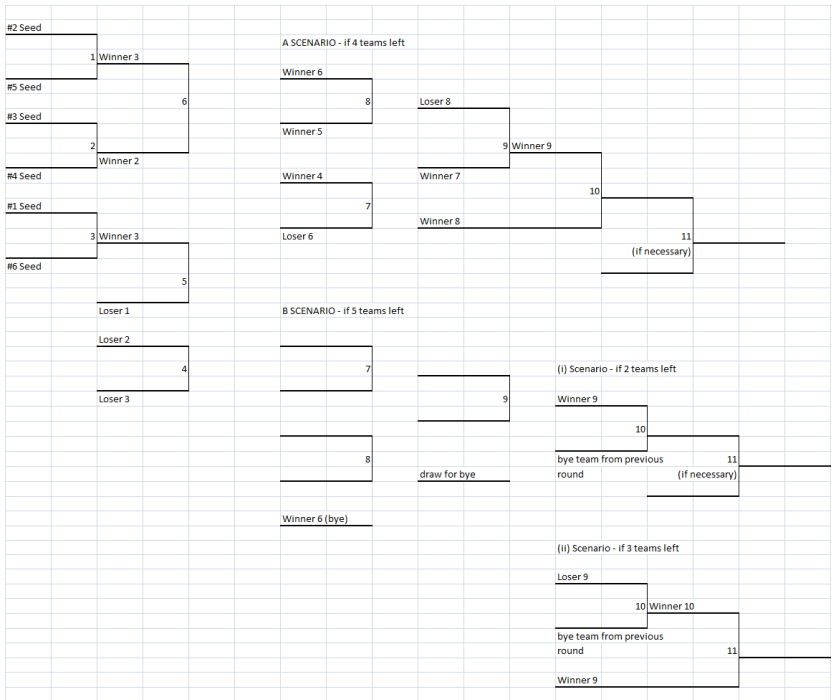 #2 Seed
1 Winner 3
#5 Seed
6
#3 Seed
2
Winner 2
#4 Seed
#1 Seed
3 Winner 3
#6 Seed
5
Loser 1
Loser 2
4
Loser 3
A SCENARIO - if 4 teams left
Winner 6
8
Winner 5
Winner 4
7
Loser 6
Loser 8
9 Winner 9
Winner 7
10
Winner 8
11
(if necessary)
B SCENARIO - if 5 teams left
7
8
Winner 6 (bye)
9
draw for bye
(i) Scenario - if 2 teams left
Winner 9
10
bye team from previous
round
11
(if necessary)
(ii) Scenario - if 3 teams left
Loser 9
10 Winner 10
bye team from previous
round
11
Winner 9